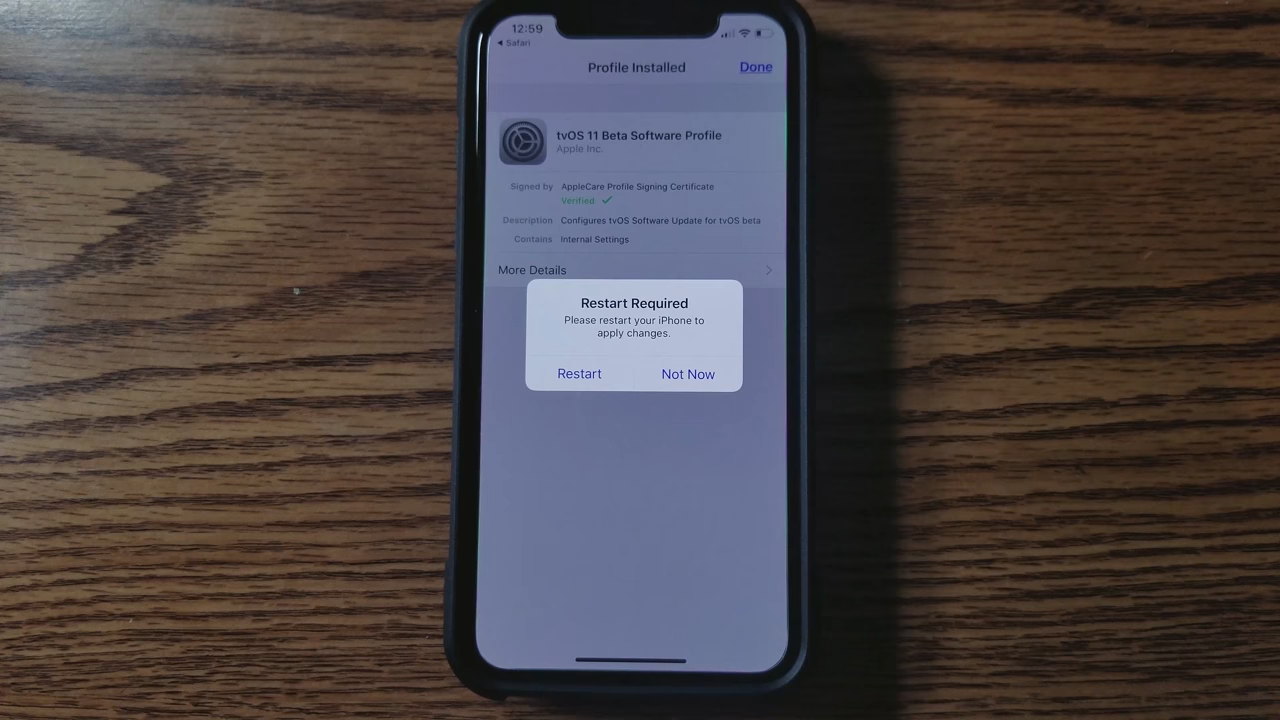 12:59
Safari
Profile Installed
Done
tvOS 11 Beta Software Profile
Apple Inc.
Signed by AppleCare Profile Signing Certificate
Verified
Description Configures tvOS Software Update for tvOS beta
Contains Internal Settings
More Details
Restart Required
Please restart your iPhone to
apply changes.
Restart
Not Now